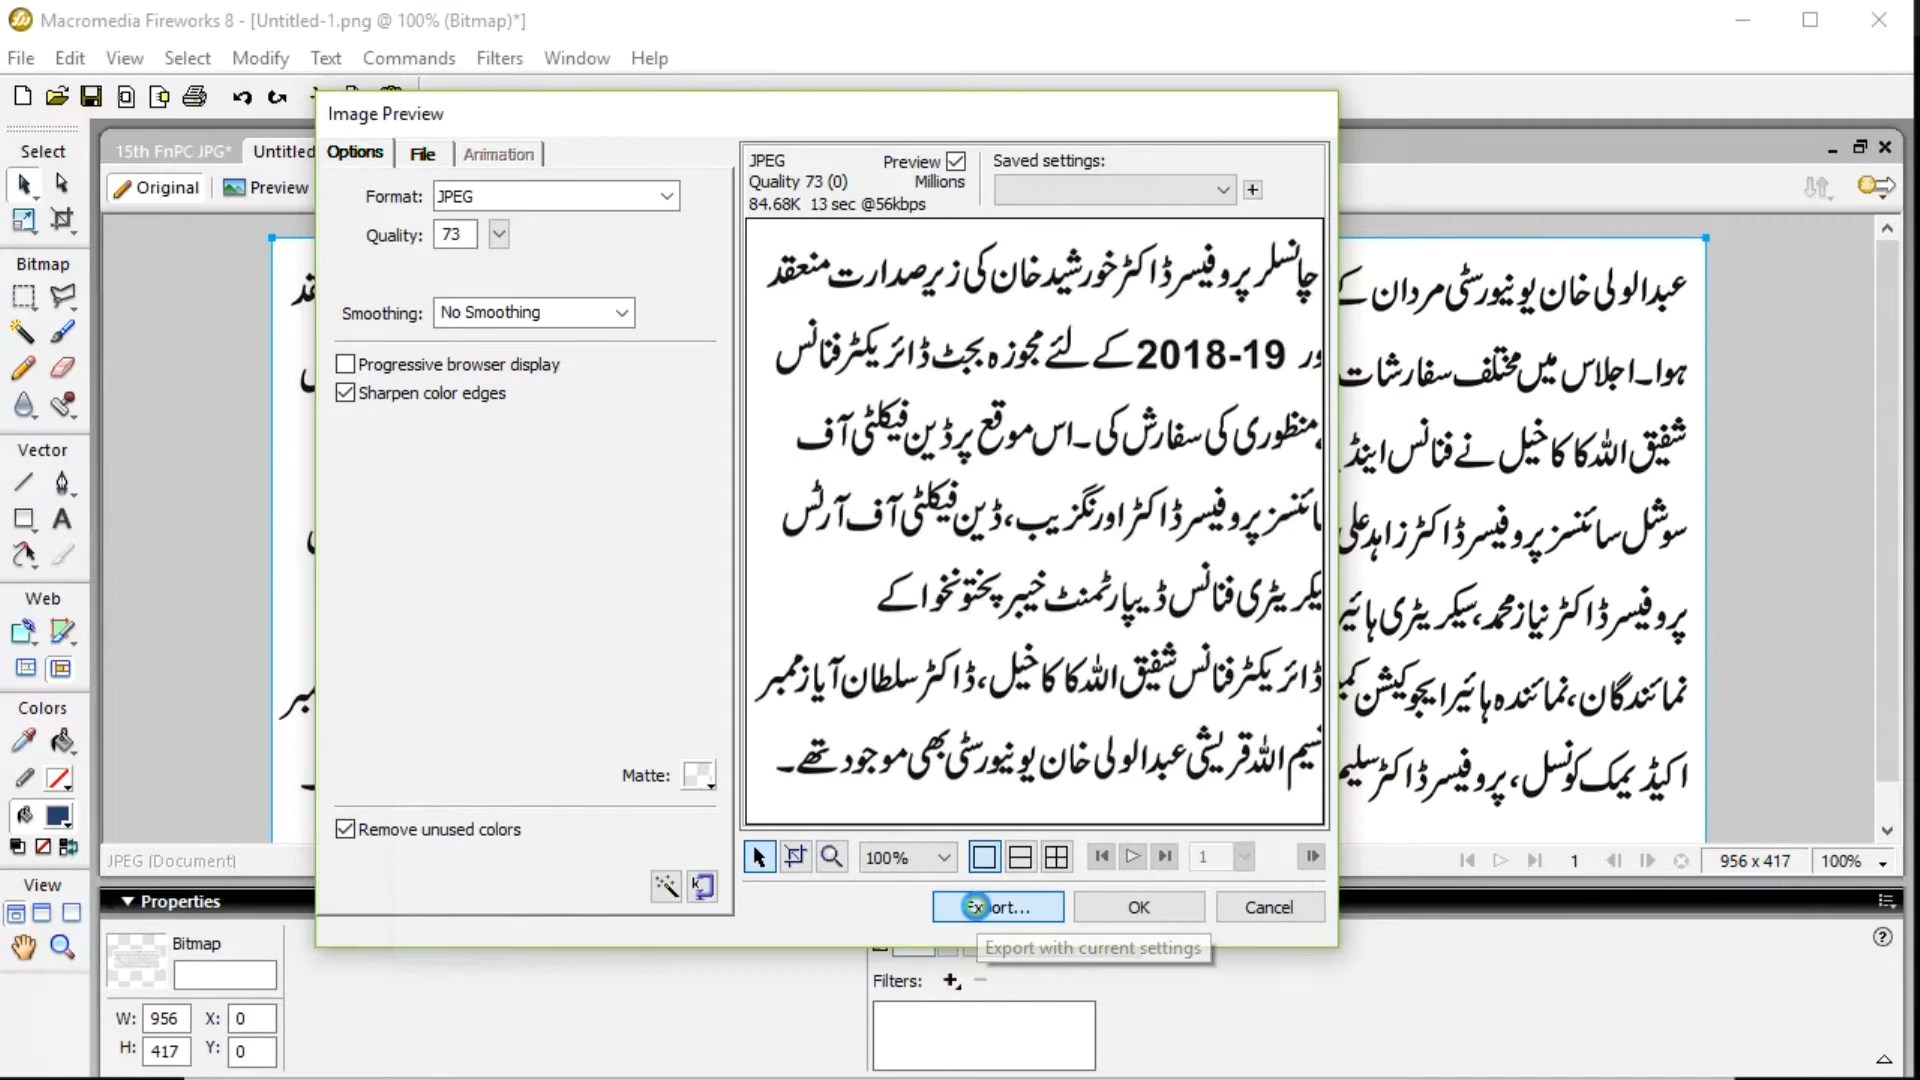 Macromedia Fireworks 8 - [Untitled-1.png @ 100% (Bitmap)*]
File Edit View Select Modify Text Commands Filters Window Help
Image Preview
Select
15th FnPC JPG*
Untitled
Original
Preview
Options File Animation
Format: JPEG
Quality: 73
Smoothing: No Smoothing
Progressive browser display
Sharpen color edges
Matte:
Remove unused colors
JPEG
Quality 73 (0)
84.68K 13 sec @56kbps
Preview
Millions
Saved settings:
چانسلر پروفیسر ڈاکٹر خورشید خان کی زیر صدارت منعقد
ور 2018-19 کے لئے مجوزہ بجٹ ڈائریکٹر فنانس
منظوری کی سفارش کی۔ اس موقع پر ڈین فیکلٹی آف
ائنسز پروفیسر ڈاکٹر اورنگزیب، ڈین فیکلٹی آف آرٹس
یکریٹری فنانس ڈیپارٹمنٹ خیبر پختونخوا کے
ڈائریکٹر فنانس شفیق اللہ کاکاخیل، ڈاکٹر سلطان آیاز ممبر
نسیم اللہ قریشی عبدالولی خان یونیورسٹی بھی موجود تھے۔
100%
1
Export... OK Cancel
Export with current settings
عبدالولی خان یونیورسٹی مردان کے
ہوا۔ اجلاس میں مختلف سفارشات
شفیق اللہ کاکاخیل نے فنانس اینڈ
سوشل سائنسز پروفیسر ڈاکٹر زاہد علی
پروفیسر ڈاکٹر نیاز محمد، سیکریٹری ہائیر
نمائندگان، نمائندہ ہائیر ایجوکیشن
اکیڈیمک کونسل، پروفیسر ڈاکٹر سلیم
Bitmap
Vector
Web
Colors
View
JPEG (Document)
1
956 x 417
100%
Properties
Bitmap
W: 956 X: 0
H: 417 Y: 0
Filters: